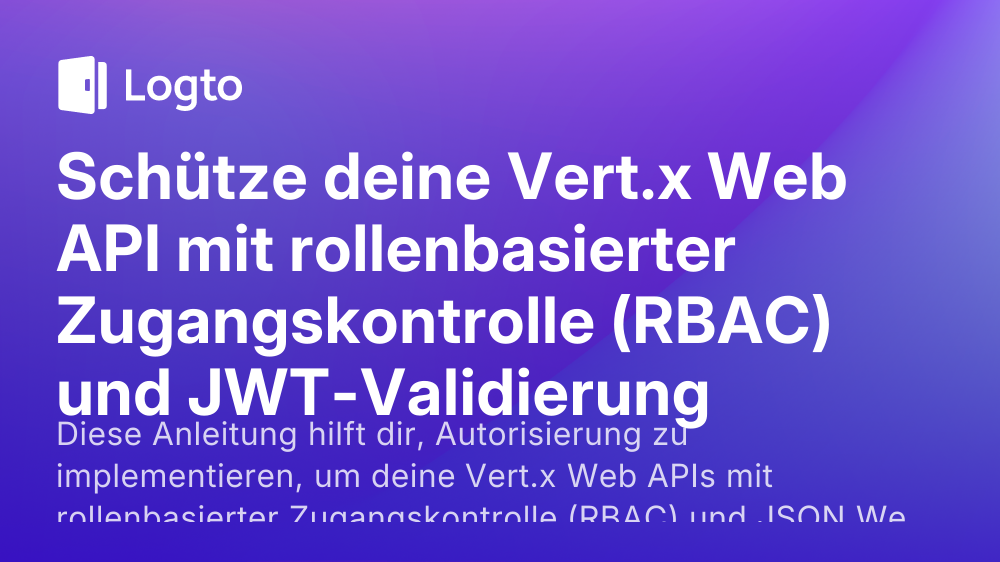 Logto
Schütze deine Vert.x Web
API mit rollenbasierter
Zugangskontrolle (RBAC)
und JWT-Validierung
Diese Anleitung hilft dir, Autorisierung zu
implementieren, um deine Vert.x Web APIs mit
rollenbasierter Zugangskontrolle (RBAC) und JSON We